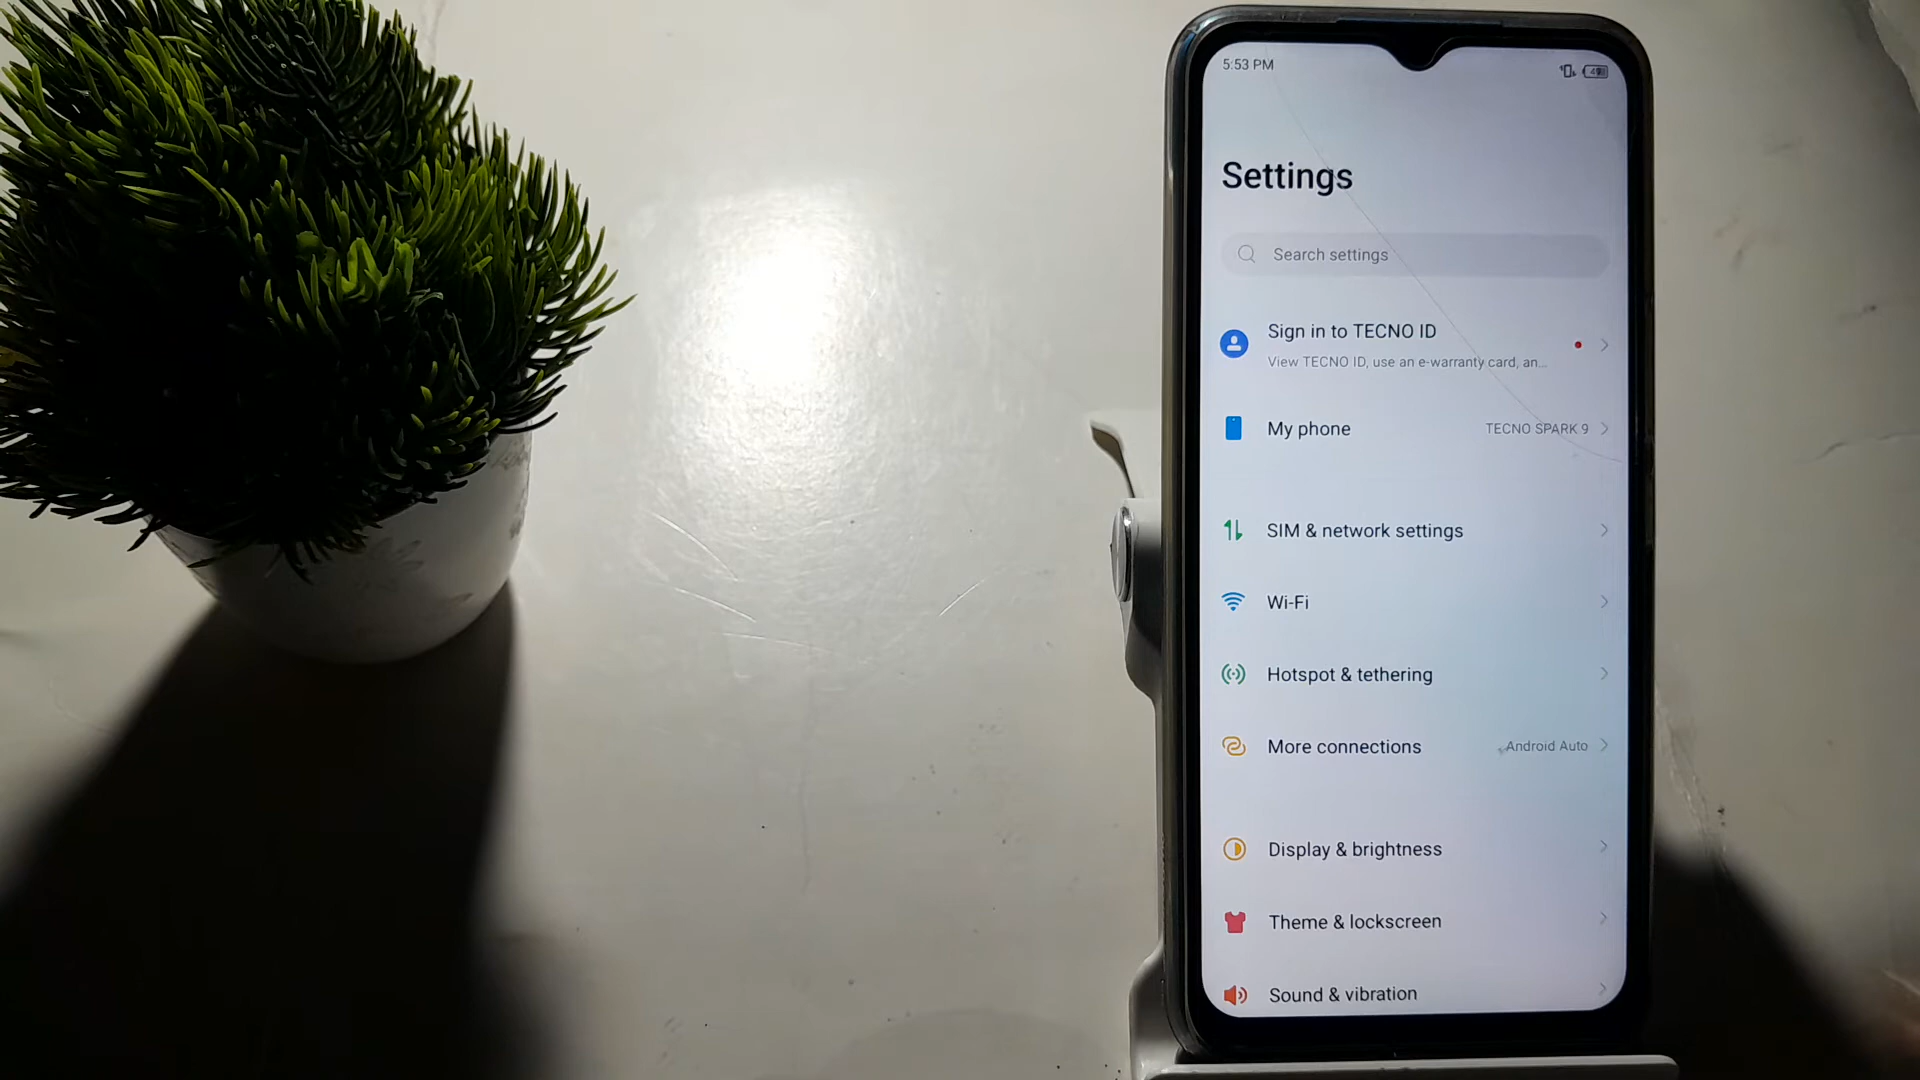 5:53 PM
Settings
Search settings
Sign in to TECNO ID
View TECNO ID, use an e-warranty card, an...
My phone TECNO SPARK 9
SIM & network settings
Wi-Fi
Hotspot & tethering
More connections Android Auto
Display & brightness
Theme & lockscreen
Sound & vibration